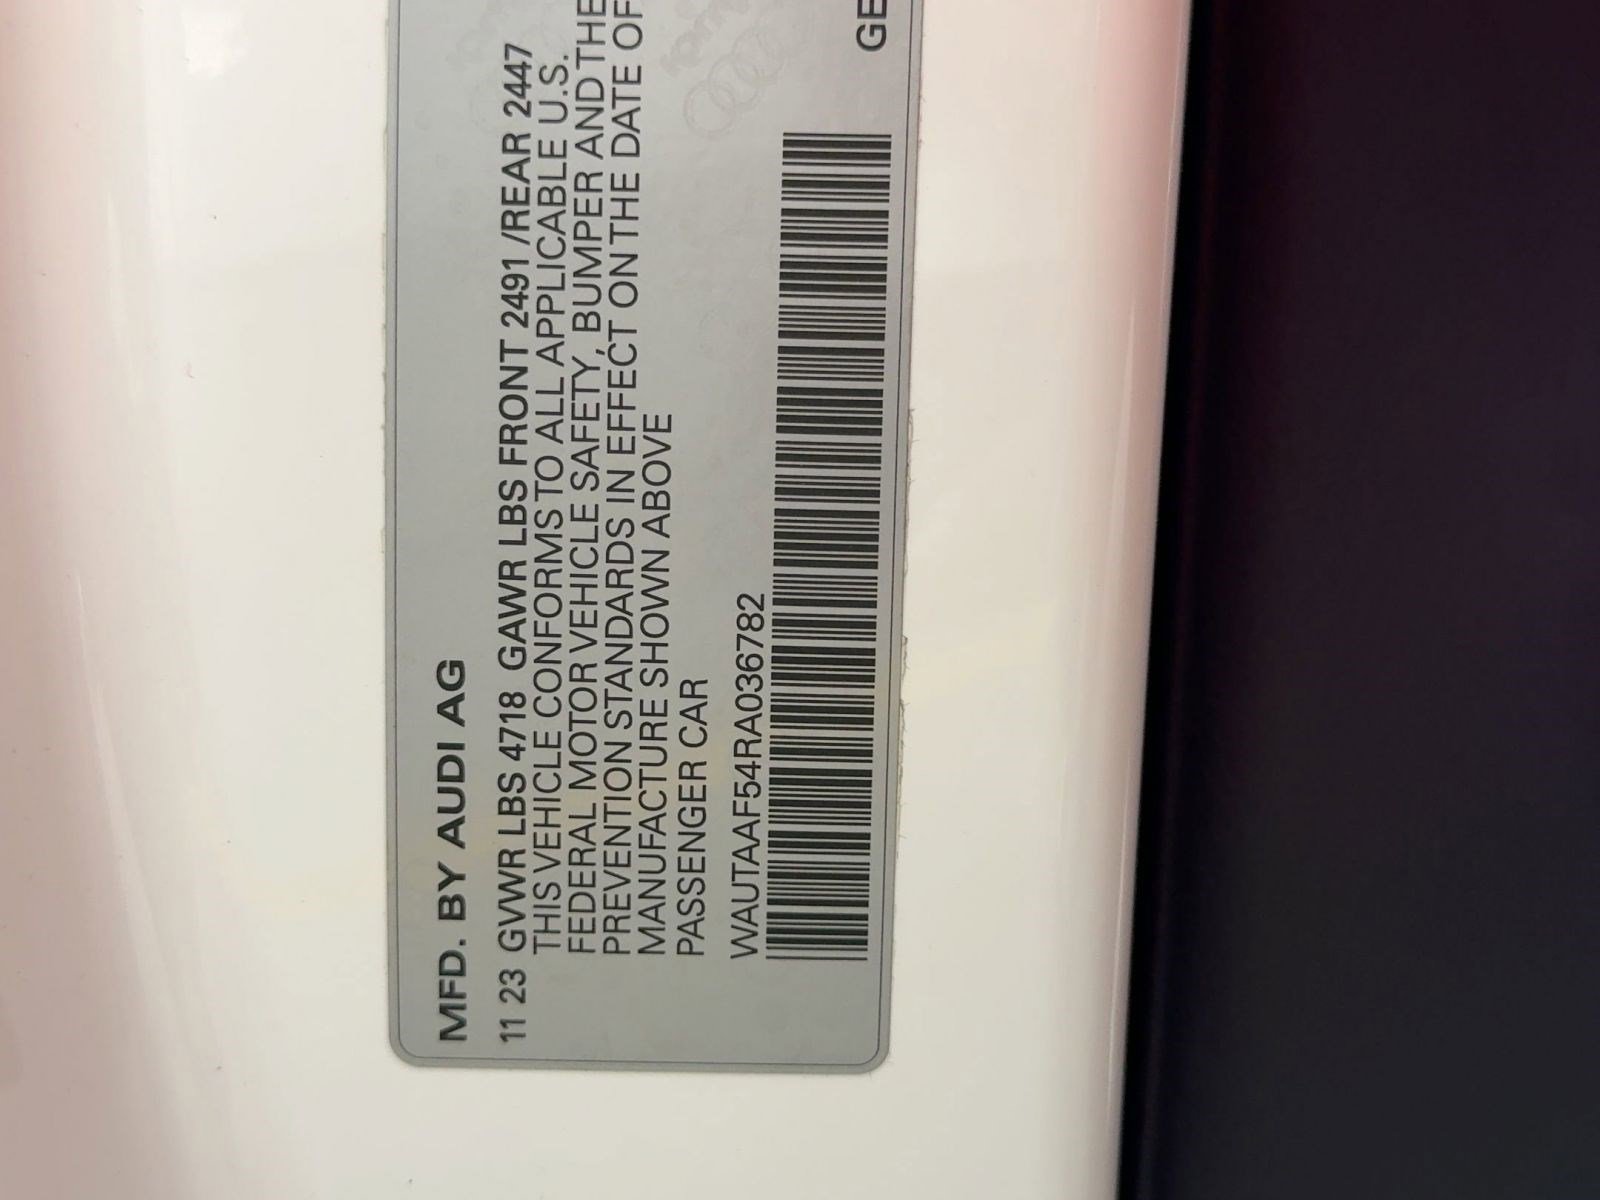 MFD. BY AUDI AG
11 23 GVWR LBS 4718 GAWR LBS FRONT 2491 /REAR 2447
THIS VEHICLE CONFORMS TO ALL APPLICABLE U.S.
FEDERAL MOTOR VEHICLE SAFETY, BUMPER AND THE
PREVENTION STANDARDS IN EFFECT ON THE DATE OF
MANUFACTURE SHOWN ABOVE
PASSENGER CAR
WAUTAAF54RA036782
GE